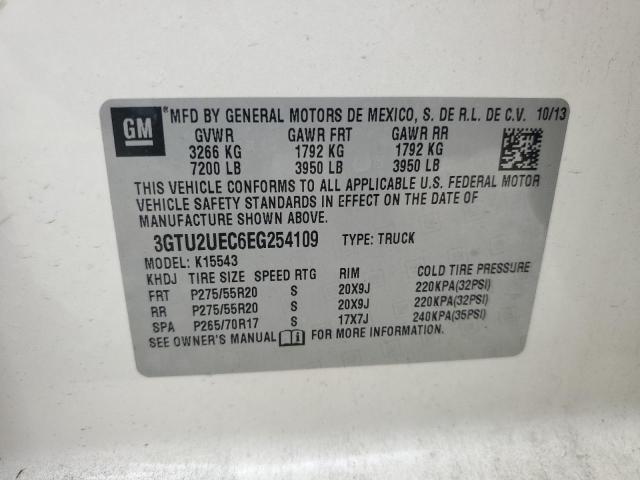 GM
®MFD BY GENERAL MOTORS DE MEXICO, S. DE R.L. DE C.V. 10/13
GVWR GAWR FRT GAWR RR
3266 KG 1792 KG 1792 KG
7200 LB 3950 LB 3950 LB
THIS VEHICLE CONFORMS TO ALL APPLICABLE U.S. FEDERAL MOTOR
VEHICLE SAFETY STANDARDS IN EFFECT ON THE DATE OF
MANUFACTURE SHOWN ABOVE.
3GTU2UEC6EG254109 TYPE: TRUCK
MODEL: K15543
KHDJ TIRE SIZE SPEED RTG RIM COLD TIRE PRESSURE
FRT P275/55R20 S 20X9J 220KPA(32PSI)
RR P275/55R20 S 20X9J 220KPA(32PSI)
SPA P265/70R17 S 17X7J 240KPA(35PSI)
SEE OWNER'S MANUAL FOR MORE INFORMATION